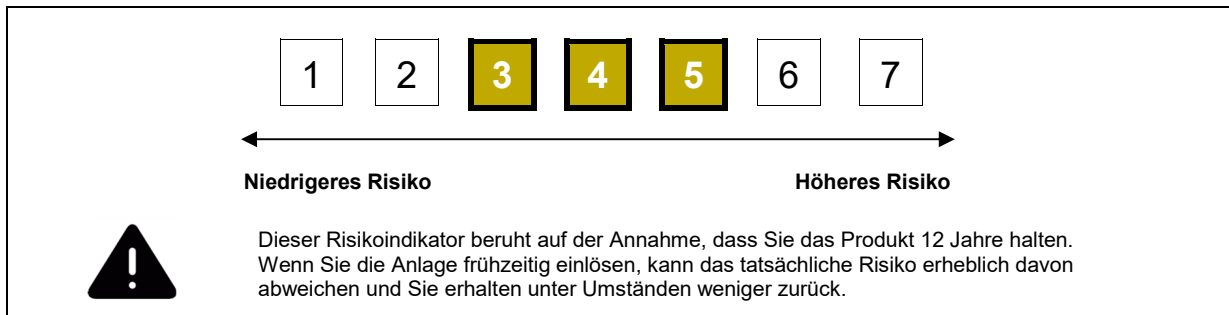 1 2 3 4 5 6 7
Niedrigeres Risiko Höheres Risiko
Dieser Risikoindikator beruht auf der Annahme, dass Sie das Produkt 12 Jahre halten.
Wenn Sie die Anlage frühzeitig einlösen, kann das tatsächliche Risiko erheblich davon
abweichen und Sie erhalten unter Umständen weniger zurück.